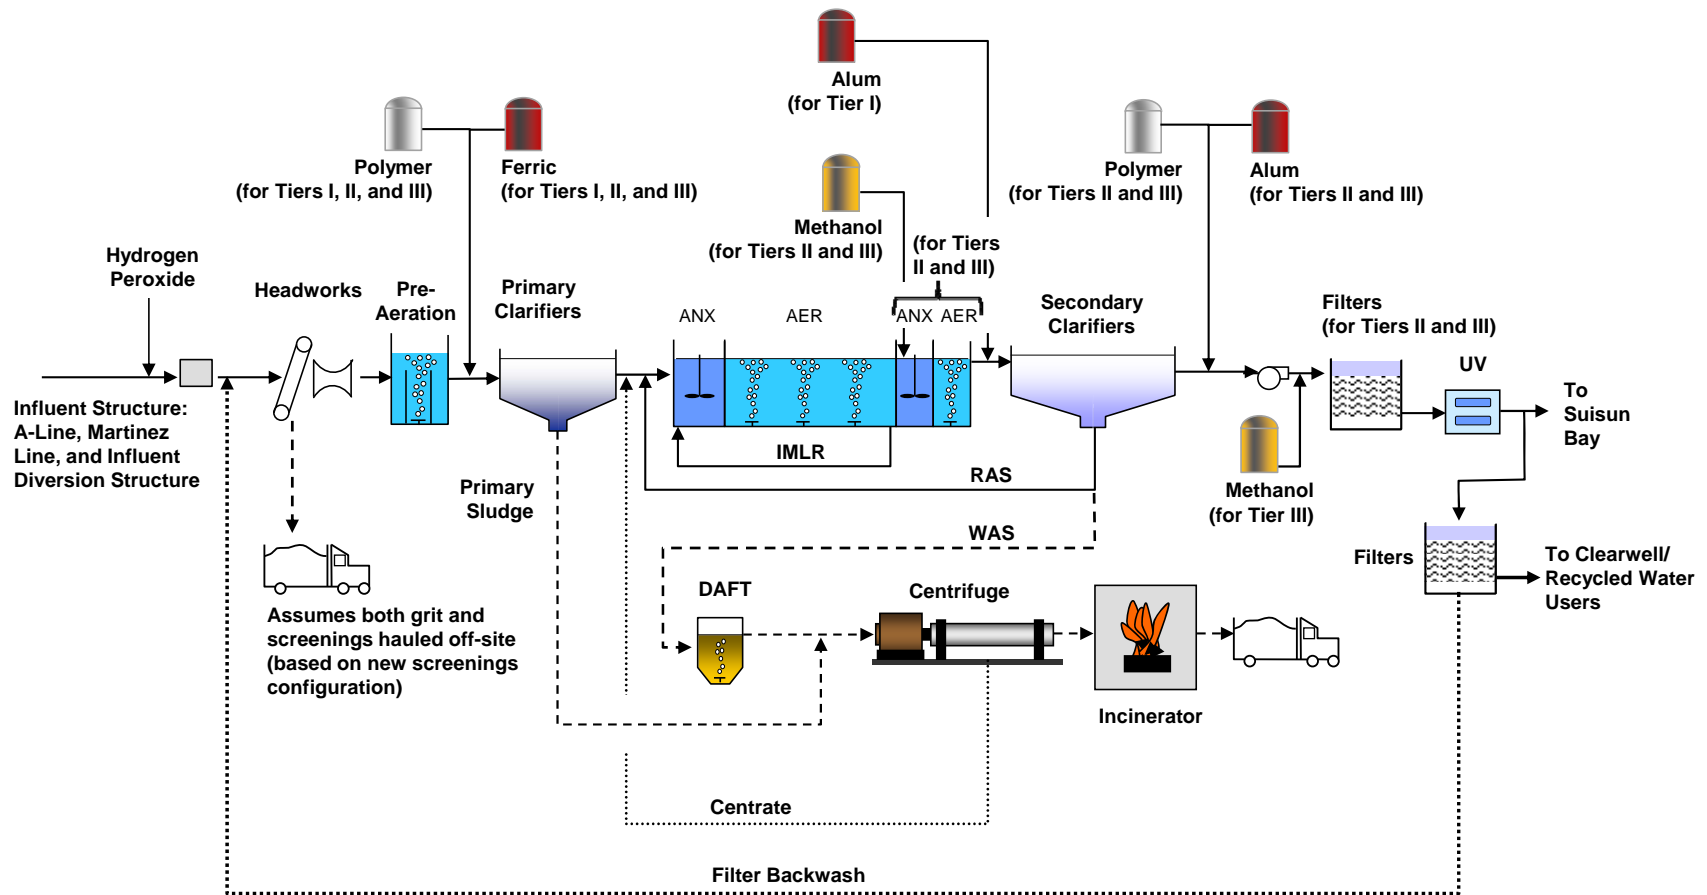 Alum
(for Tier I)
Polymer
(for Tiers I, II, and III)
Ferric
(for Tiers I, II, and III)
Polymer
(for Tiers II and III)
Alum
(for Tiers II and III)
Methanol
(for Tiers II and III)
(for Tiers
II and III)
Hydrogen
Peroxide
Headworks
Pre-
Aeration
Primary
Clarifiers
ANX
AER
ANX
AER
Secondary
Clarifiers
Filters
(for Tiers II and III)
UV
To
Suisun
Bay
Influent Structure:
A-Line, Martinez
Line, and Influent
Diversion Structure
IMLR
RAS
Primary
Sludge
WAS
Methanol
(for Tier III)
Filters
To Clearwell/
Recycled Water
Users
Assumes both grit and
screenings hauled off-site
(based on new screenings
configuration)
DAFT
Centrifuge
Incinerator
Centrate
Filter Backwash